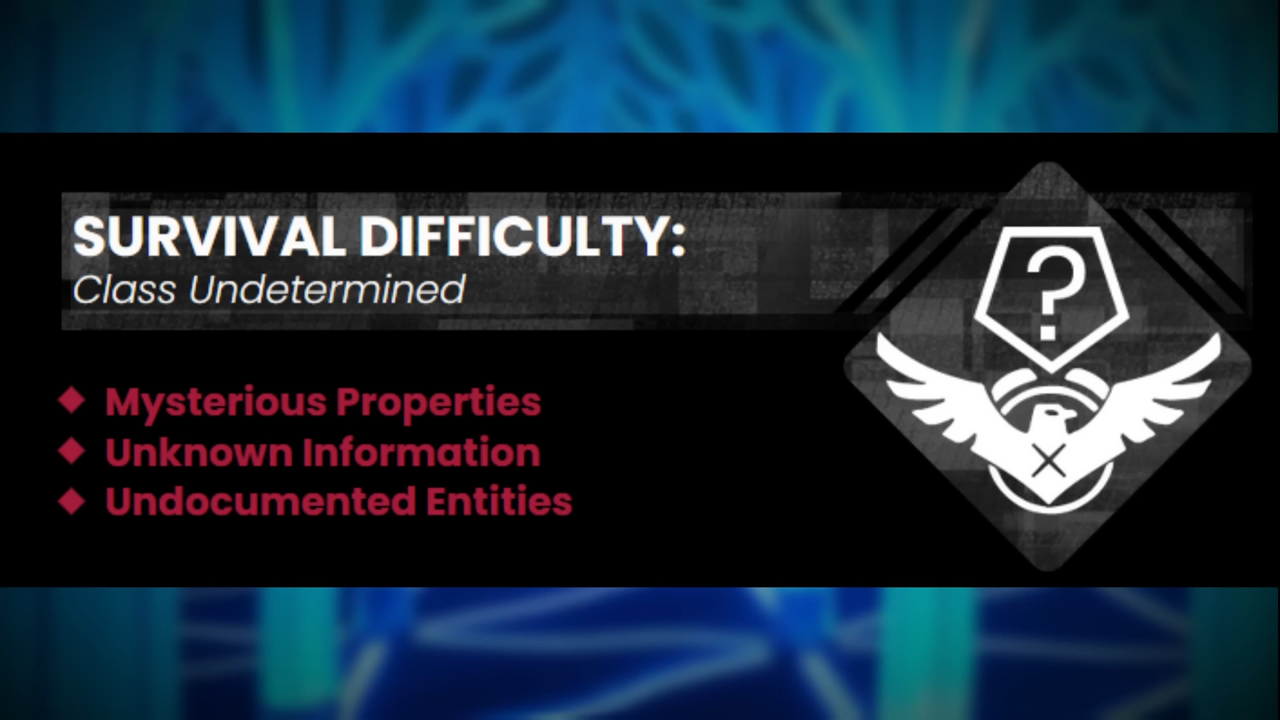 SURVIVAL DIFFICULTY:
Class Undetermined
?
Mysterious Properties
Unknown Information
Undocumented Entities